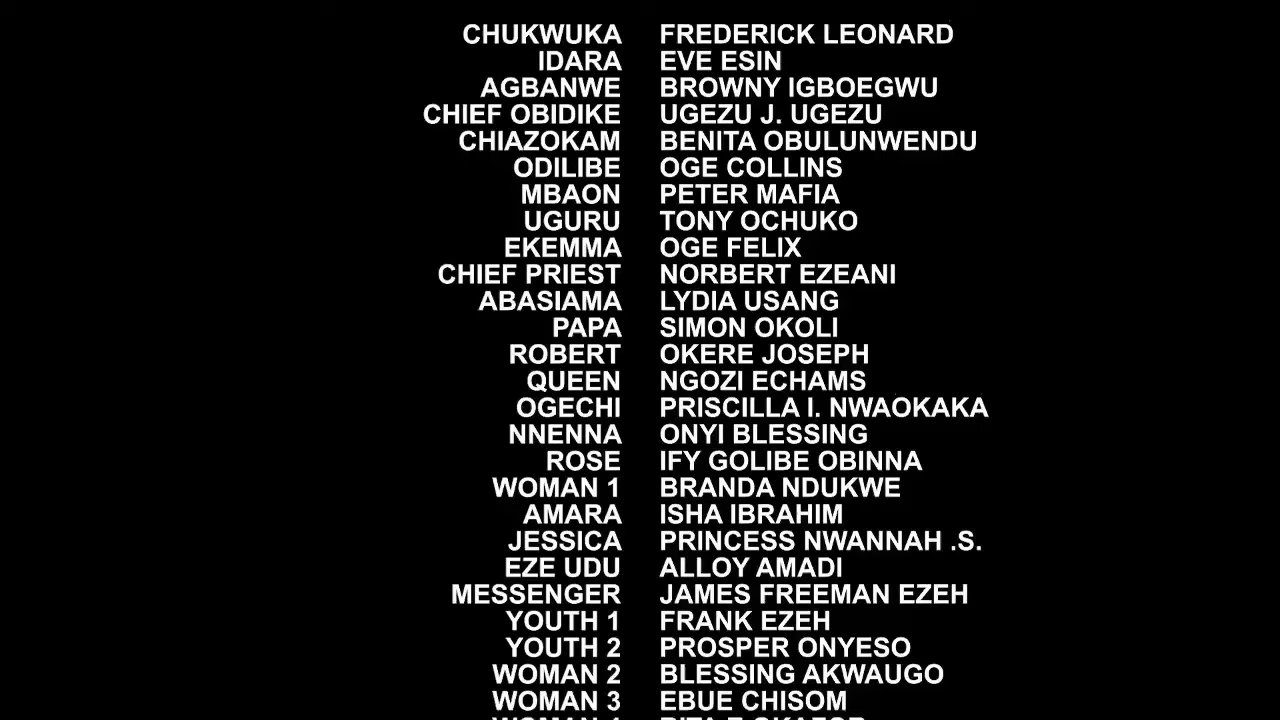 CHUKWUKA FREDERICK LEONARD
IDARA EVE ESIN
AGBANWE BROWNY IGBOEGWU
CHIEF OBIDIKE UGEZU J. UGEZU
CHIAZOKAM BENITA OBULUNWENDU
ODILIBE OGE COLLINS
MBAON PETER MAFIA
UGURU TONY OCHUKO
EKEMMA OGE FELIX
CHIEF PRIEST NORBERT EZEANI
ABASIAMA LYDIA USANG
PAPA SIMON OKOLI
ROBERT OKERE JOSEPH
QUEEN NGOZI ECHAMS
OGECHI PRISCILLA I. NWAOKAKA
NNENNA ONYI BLESSING
ROSE IFY GOLIBE OBINNA
WOMAN 1 BRANDA NDUKWE
AMARA ISHA IBRAHIM
JESSICA PRINCESS NWANNAH .S.
EZE UDU ALLOY AMADI
MESSENGER JAMES FREEMAN EZEH
YOUTH 1 FRANK EZEH
YOUTH 2 PROSPER ONYESO
WOMAN 2 BLESSING AKWAUGO
WOMAN 3 EBUE CHISOM